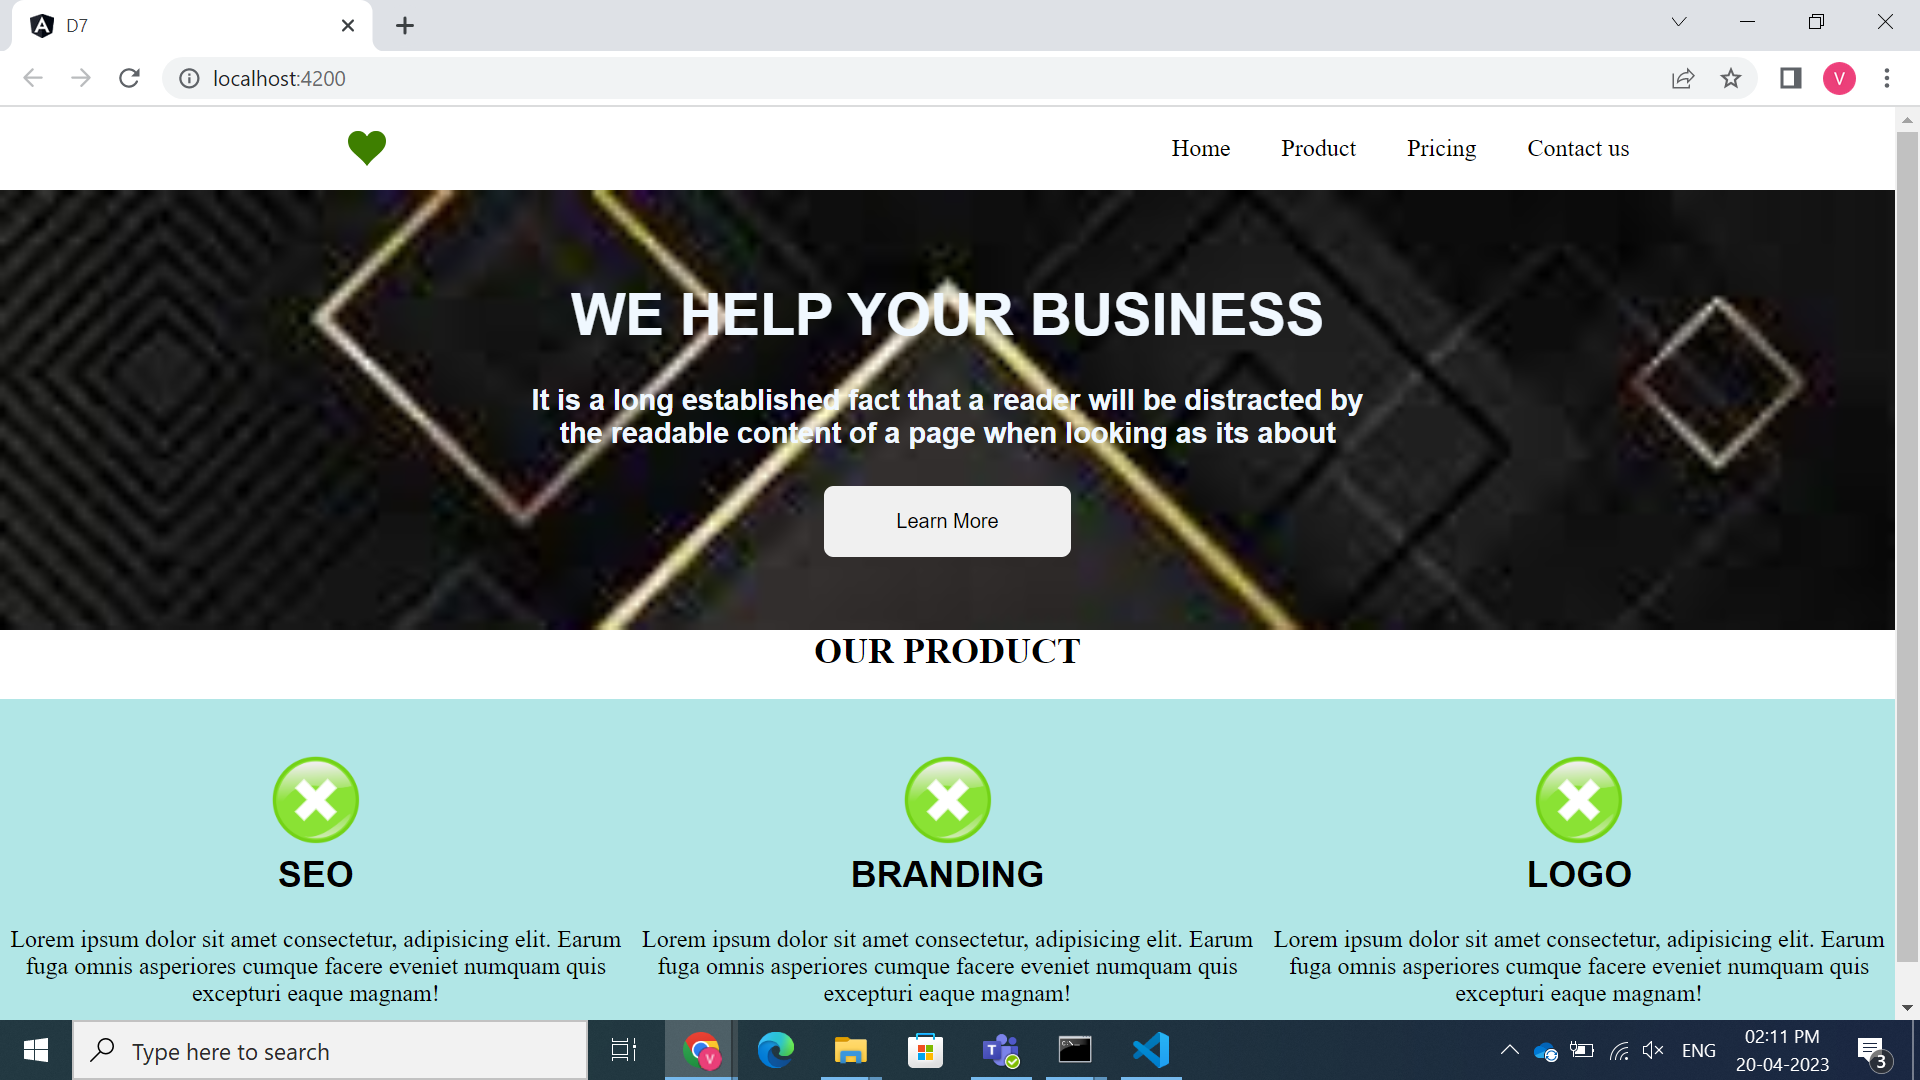 D7
localhost:4200
V
Home Product Pricing Contact us
WE HELP YOUR BUSINESS
It is a long established fact that a reader will be distracted by
the readable content of a page when looking as its about
Learn More
OUR PRODUCT
SEO
Lorem ipsum dolor sit amet consectetur, adipisicing elit. Earum
fuga omnis asperiores cumque facere eveniet numquam quis
excepturi eaque magnam!
BRANDING
Lorem ipsum dolor sit amet consectetur, adipisicing elit. Earum
fuga omnis asperiores cumque facere eveniet numquam quis
excepturi eaque magnam!
LOGO
Lorem ipsum dolor sit amet consectetur, adipisicing elit. Earum
fuga omnis asperiores cumque facere eveniet numquam quis
excepturi eaque magnam!
Type here to search
V
ENG
02:11 PM
20-04-2023
3